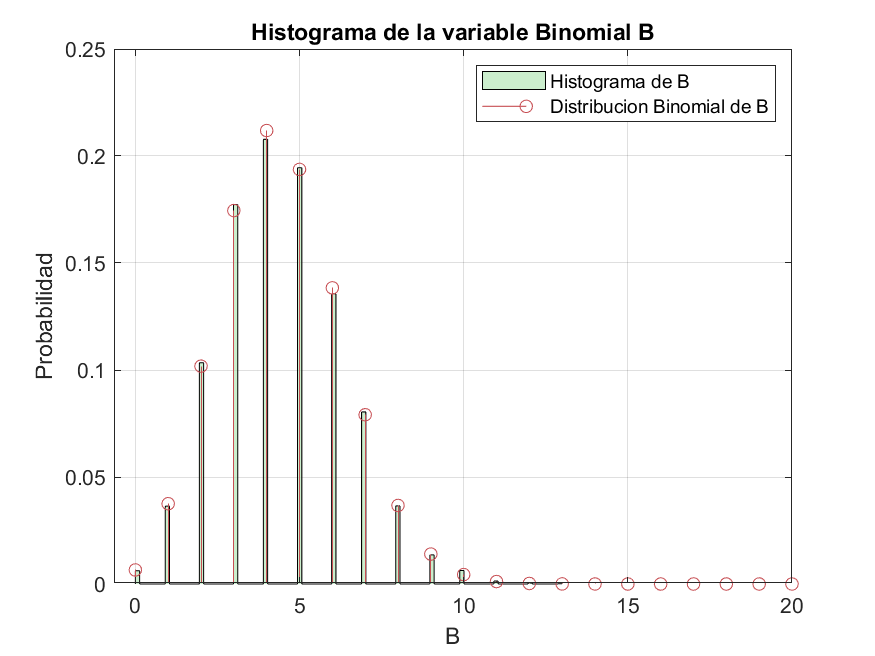 Histograma de la variable Binomial B
0.25
0.2
0.15
0.1
0.05
0
Probabilidad
Histograma de B
Distribucion Binomial de B
0 5 10 15 20
B